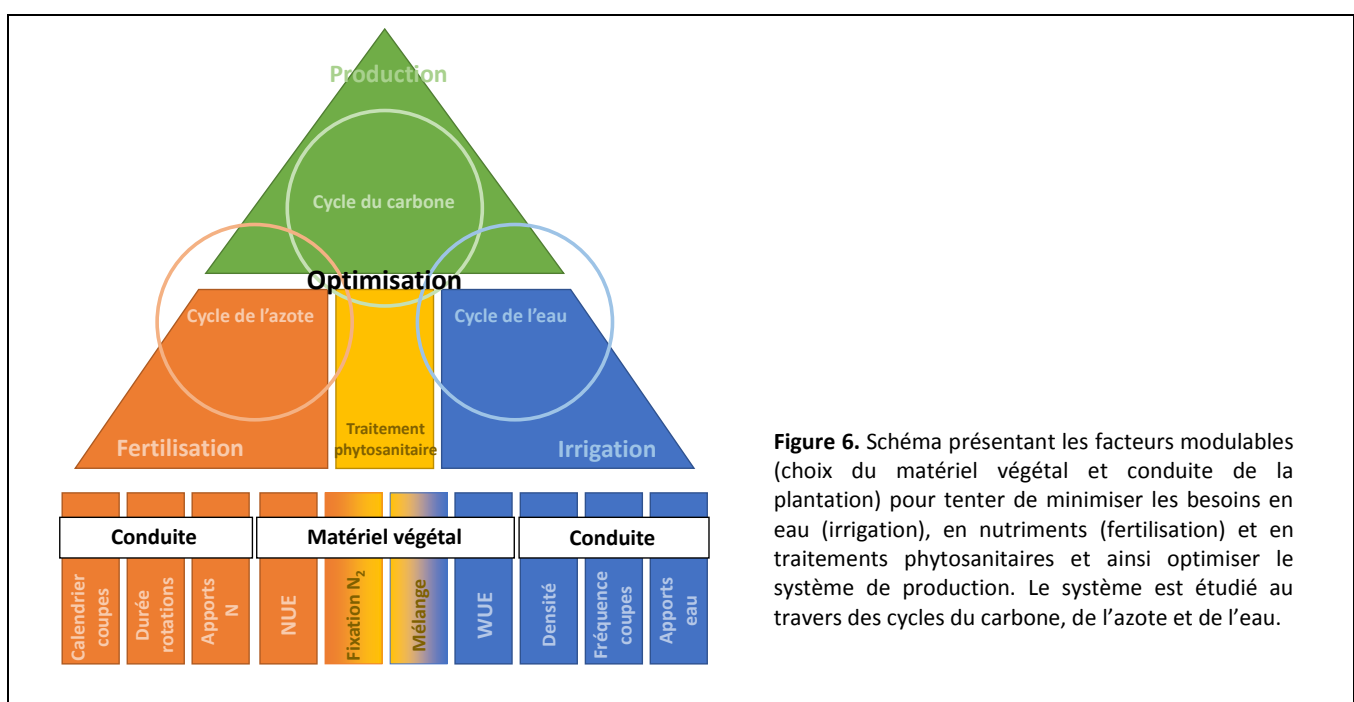 Production
Cycle du carbone
Optimisation
Cycle de l'azote
Cycle de l'eau
Traitement
phytosanitaire
Fertilisation
Irrigation
Conduite
Matériel végétal
Conduite
Calendrier
coupes
Durée
rotations
Apports
N
NUE
Fixation N₂
Mélange
WUE
Densité
Fréquence
coupes
Apports
eau
Figure 6. Schéma présentant les facteurs modulables
(choix du matériel végétal et conduite de la
plantation) pour tenter de minimiser les besoins en
eau (irrigation), en nutriments (fertilisation) et en
traitements phytosanitaires et ainsi optimiser le
système de production. Le système est étudié au
travers des cycles du carbone, de l'azote et de l'eau.